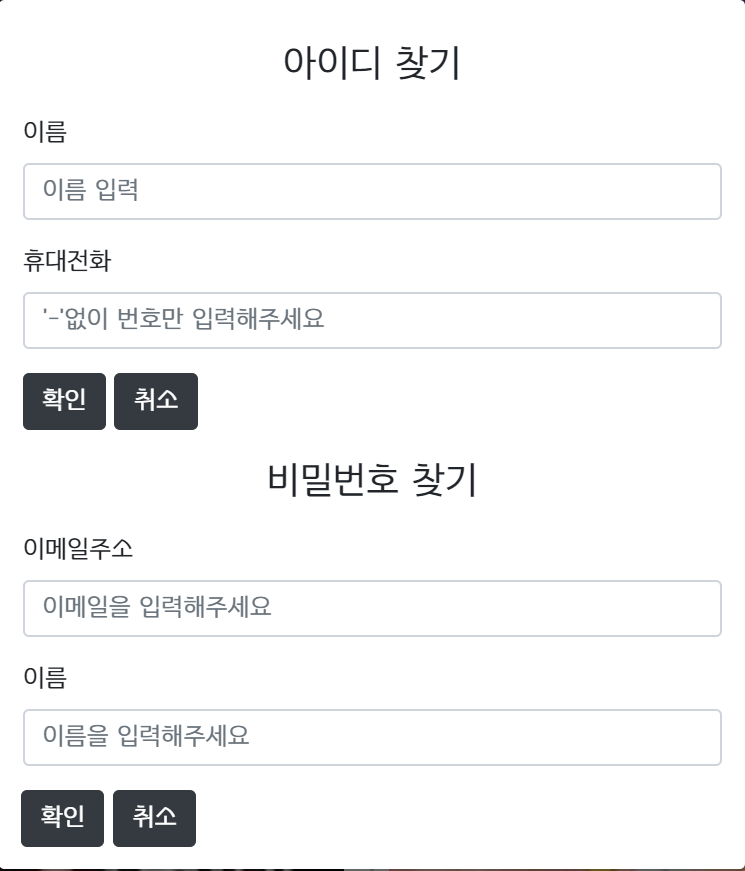 아이디 찾기
이름
이름 입력
휴대전화
'-'없이 번호만 입력해주세요
확인 취소
비밀번호 찾기
이메일주소
이메일을 입력해주세요
이름
이름을 입력해주세요
확인 취소